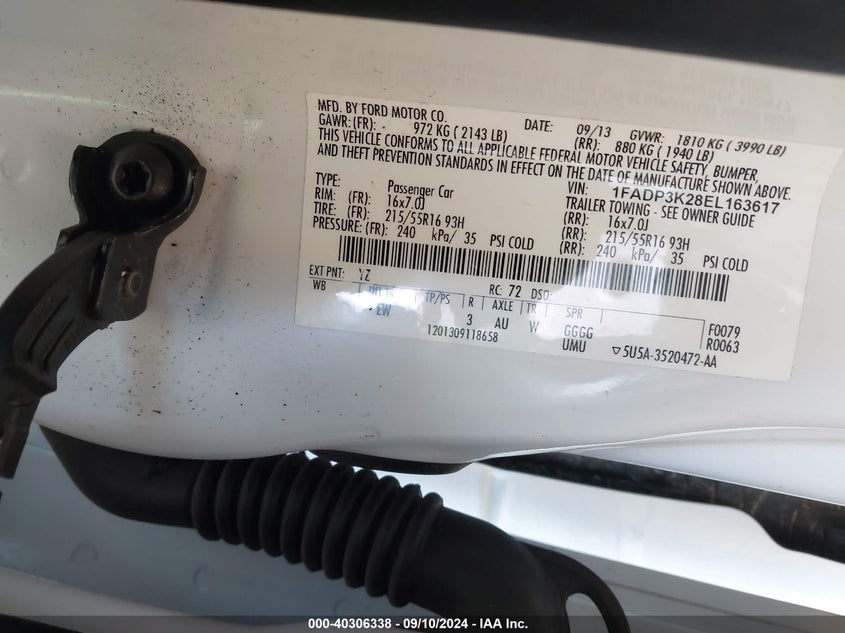 MFD. BY FORD MOTOR CO.
DATE: 09/13 GVWR: 1810 KG ( 3990 LB)
GAWR: (FR): - 972 KG ( 2143 LB) (RR): 880 KG ( 1940 LB)
THIS VEHICLE CONFORMS TO ALL APPLICABLE FEDERAL MOTOR VEHICLE SAFETY, BUMPER,
AND THEFT PREVENTION STANDARDS IN EFFECT ON THE DATE OF MANUFACTURE SHOWN ABOVE.
VIN: 1FADP3K28EL163617
TYPE: Passenger Car TRAILER TOWING - SEE OWNER GUIDE
RIM: (FR) 16x7.0J (RR): 16x7.0J
TIRE: (FR) 215/55R16 93H (RR): 215/55R16 93H
PRESSURE: (FR) 240 kPa/ 35 PSI COLD (RR): 240 kPa/ 35 PSI COLD
EXT PNT: YZ RC: 72 DSO:
WB INT TR TP/PS R AXLE TR SPR
EW 3 AU W GGGG F0079
UMU R0063
1201309118658 ▽5U5A-3520472-AA
000-40306338 - 09/10/2024 - IAA Inc.